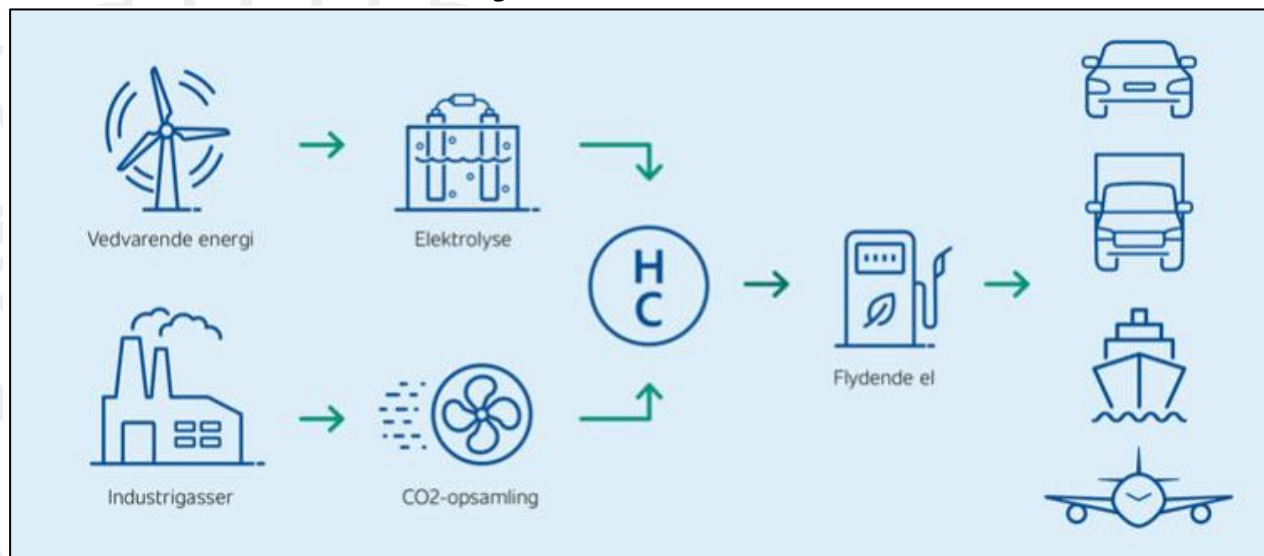 Vedvarende energi
Elektrolyse
H
C
Flydende el
Industrigasser
CO2-opsamling